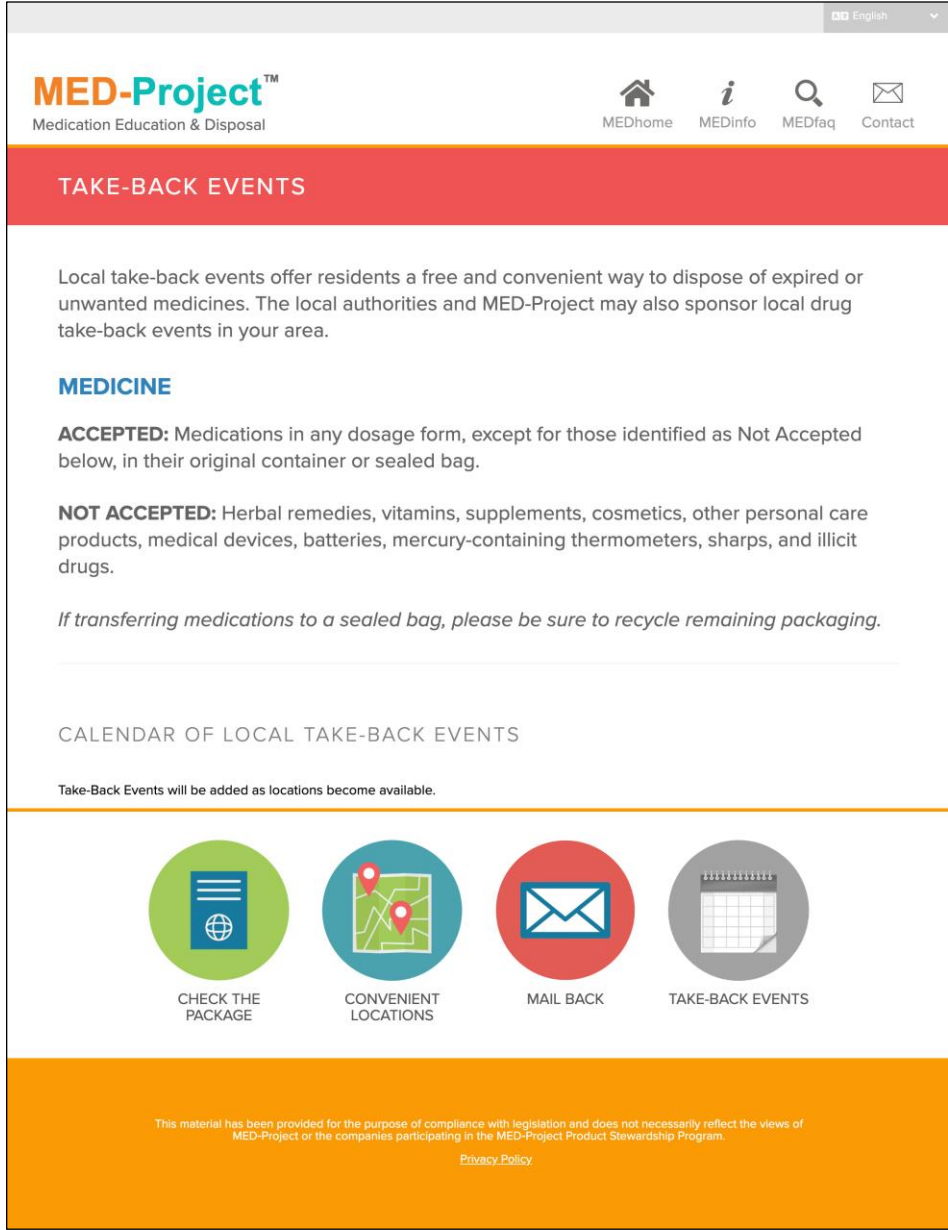 English
MED-Project™
Medication Education & Disposal
MEDhome
MEDinfo
MEDfaq
Contact
TAKE-BACK EVENTS
Local take-back events offer residents a free and convenient way to dispose of expired or
unwanted medicines. The local authorities and MED-Project may also sponsor local drug
take-back events in your area.
MEDICINE
ACCEPTED: Medications in any dosage form, except for those identified as Not Accepted
below, in their original container or sealed bag.
NOT ACCEPTED: Herbal remedies, vitamins, supplements, cosmetics, other personal care
products, medical devices, batteries, mercury-containing thermometers, sharps, and illicit
drugs.
If transferring medications to a sealed bag, please be sure to recycle remaining packaging.
CALENDAR OF LOCAL TAKE-BACK EVENTS
Take-Back Events will be added as locations become available.
CHECK THE
PACKAGE
CONVENIENT
LOCATIONS
MAIL BACK
TAKE-BACK EVENTS
This material has been provided for the purpose of compliance with legislation and does not necessarily reflect the views of
MED-Project or the companies participating in the MED-Project Product Stewardship Program.
Privacy Policy